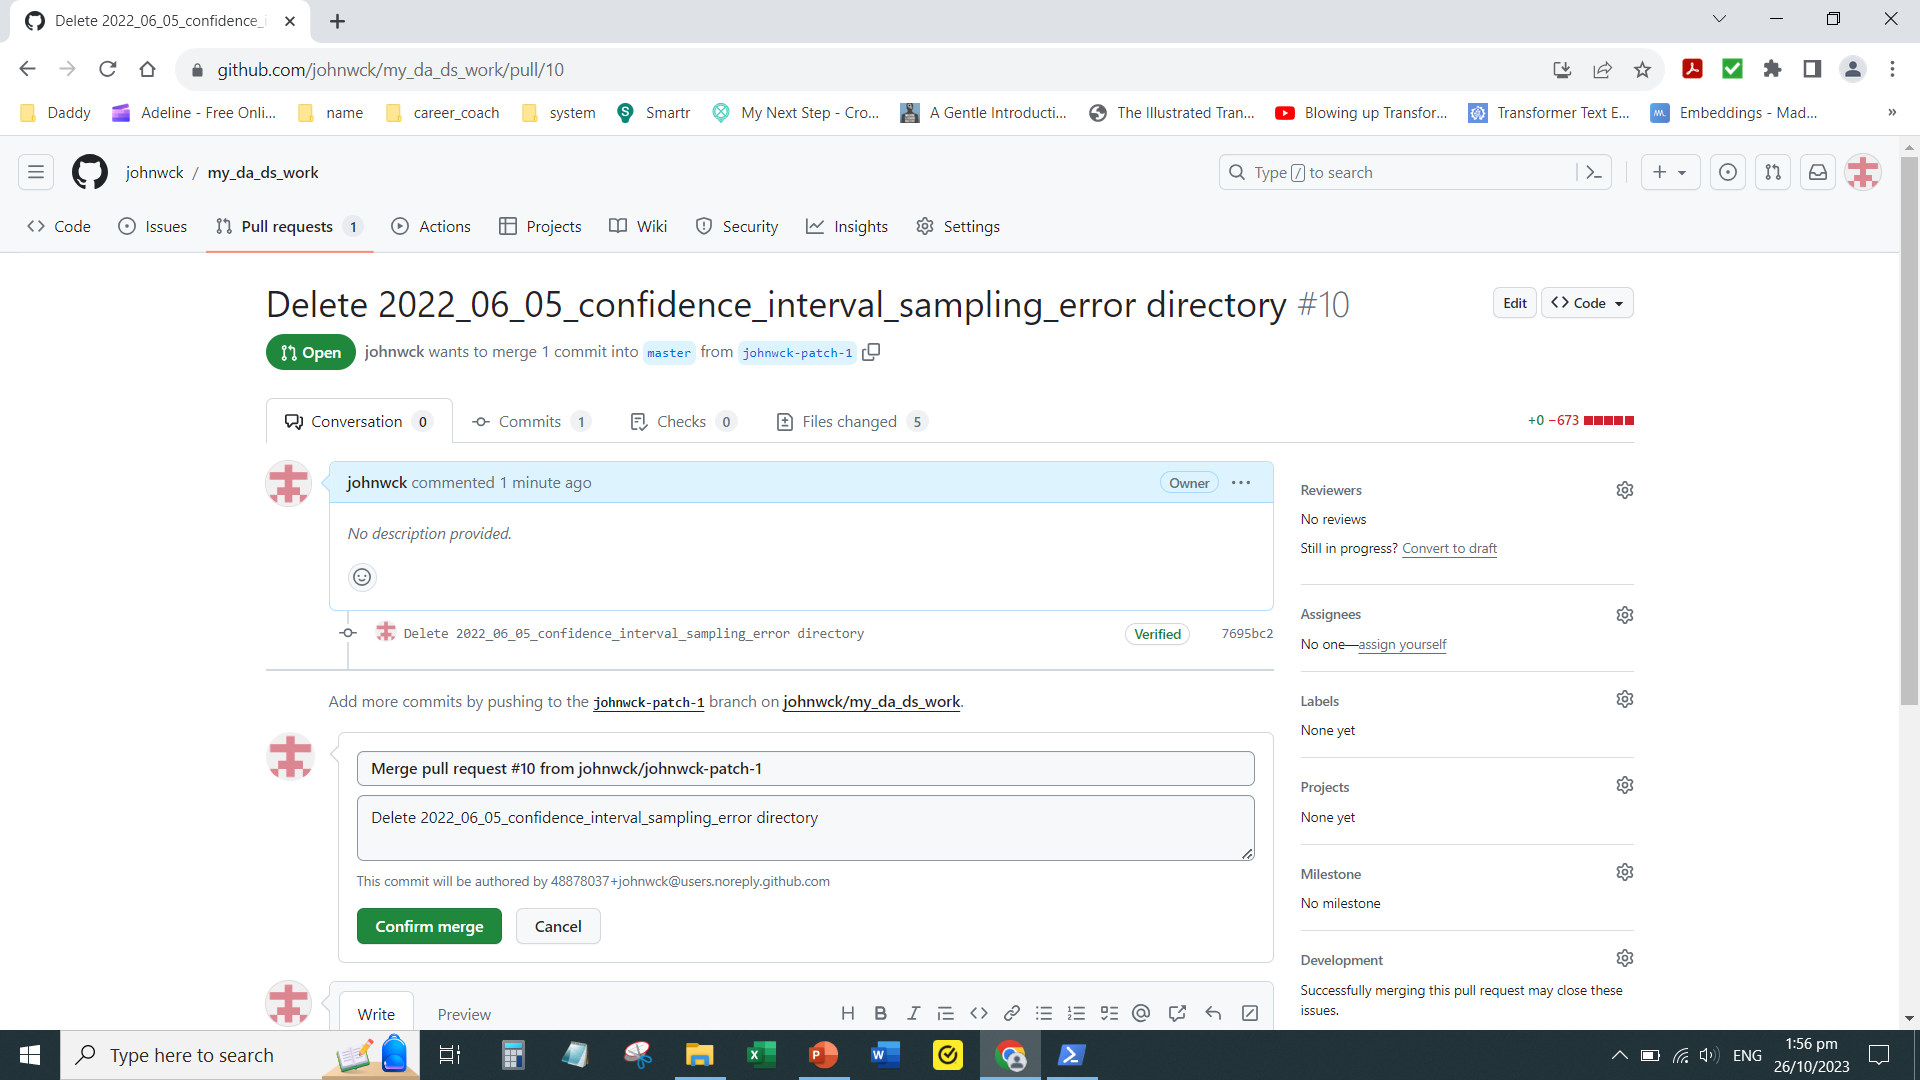 Delete 2022_06_05_confidence_i
github.com/johnwck/my_da_ds_work/pull/10
Daddy
Adeline - Free Onli...
name
career_coach
system
Smartr
My Next Step - Cro...
A Gentle Introducti...
The Illustrated Tran...
Blowing up Transfor...
Transformer Text E...
Embeddings - Mad...
»
johnwck / my_da_ds_work
Type / to search
Code
Issues
Pull requests 1
Actions
Projects
Wiki
Security
Insights
Settings
Delete 2022_06_05_confidence_interval_sampling_error directory #10
Edit
<> Code
Open
johnwck wants to merge 1 commit into master from johnwck-patch-1
Conversation 0
Commits 1
Checks 0
Files changed 5
+0 −673
johnwck commented 1 minute ago
Owner
No description provided.
Delete 2022_06_05_confidence_interval_sampling_error directory
Verified
7695bc2
Add more commits by pushing to the johnwck-patch-1 branch on johnwck/my_da_ds_work.
Merge pull request #10 from johnwck/johnwck-patch-1
Delete 2022_06_05_confidence_interval_sampling_error directory
This commit will be authored by 48878037+johnwck@users.noreply.github.com
Confirm merge
Cancel
Write
Preview
Reviewers
No reviews
Still in progress? Convert to draft
Assignees
No one—assign yourself
Labels
None yet
Projects
None yet
Milestone
No milestone
Development
Successfully merging this pull request may close these
issues.
Type here to search
ENG
1:56 pm
26/10/2023